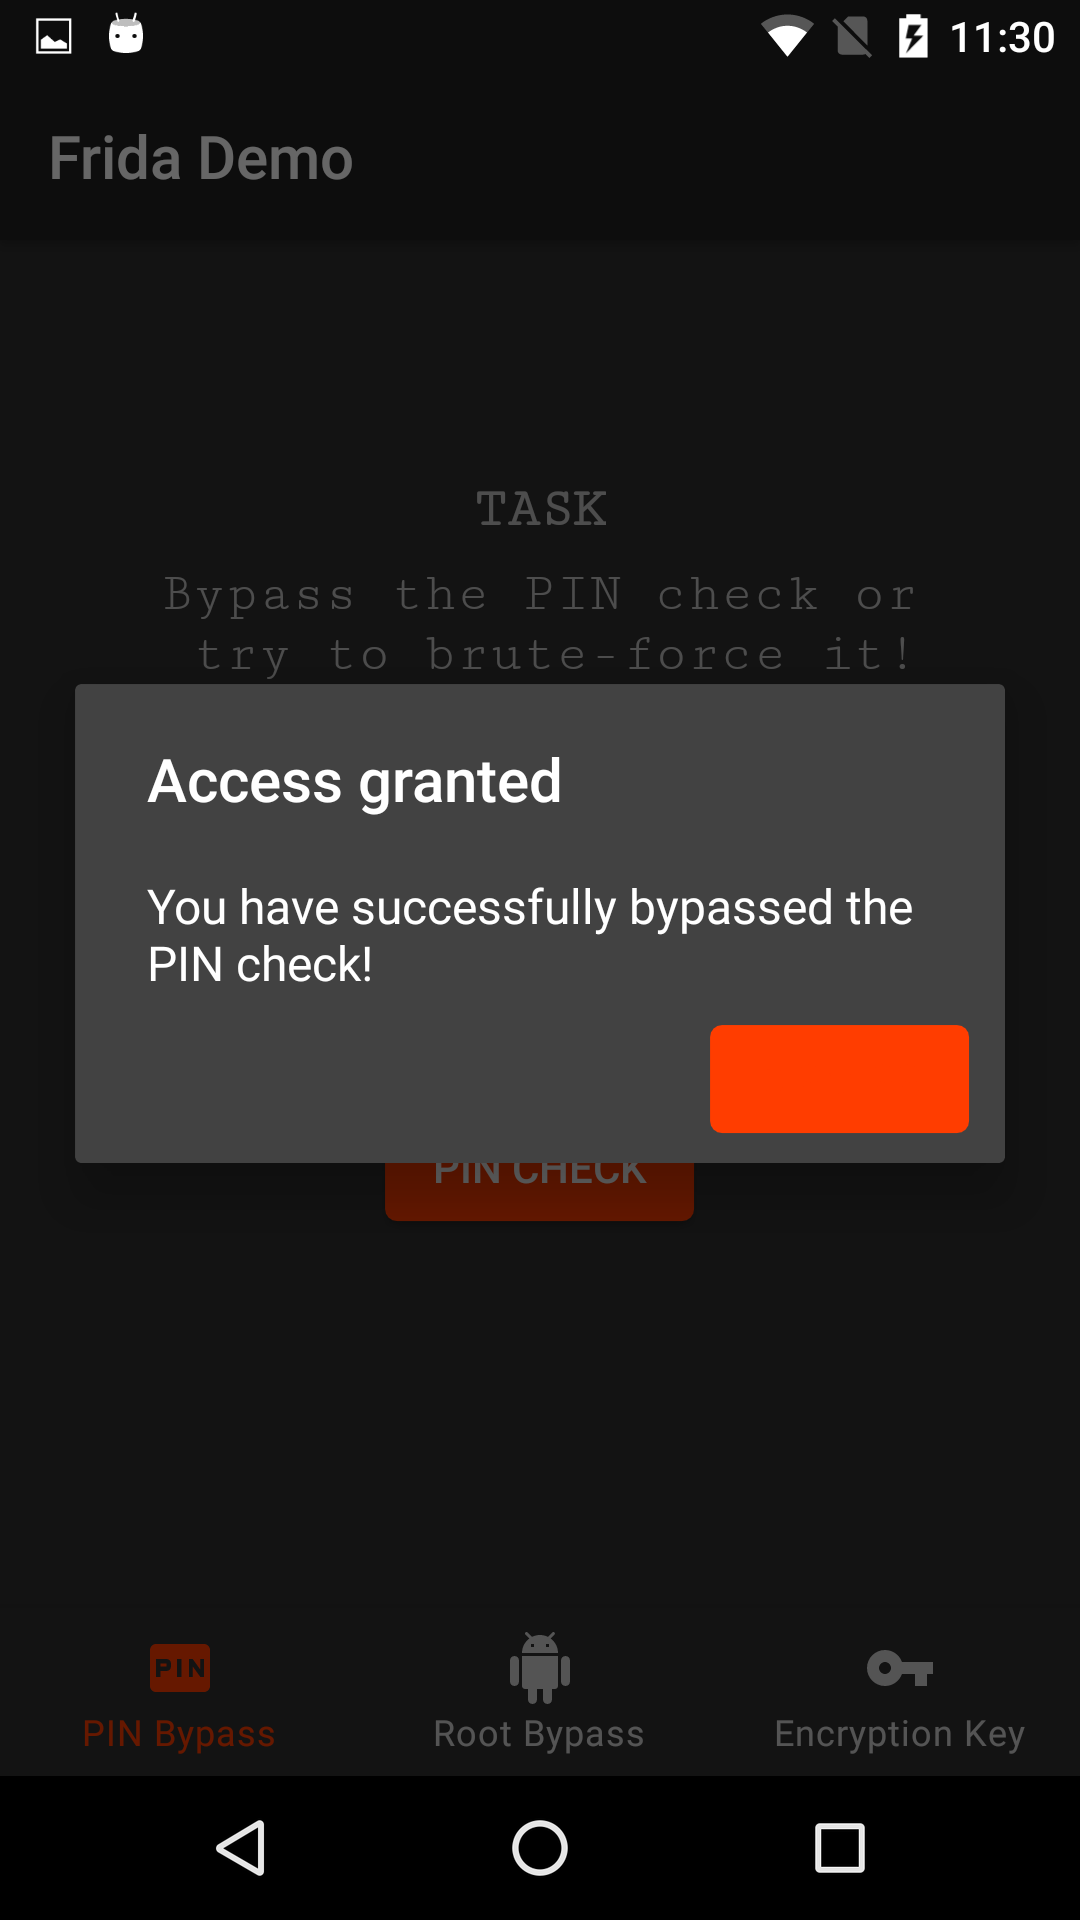 11:30
Frida Demo
TASK
Bypass the PIN check or
try to brute-force it!
Access granted
You have successfully bypassed the
PIN check!
PIN CHECK
PIN
PIN Bypass
Root Bypass
Encryption Key